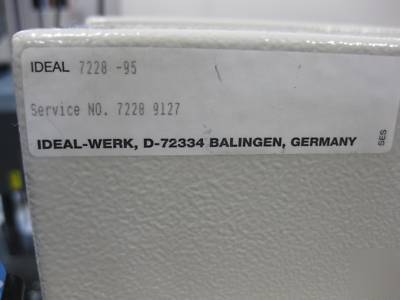 IDEAL 7228 -95
Service NO. 7228 9127
IDEAL-WERK, D-72334 BALINGEN, GERMANY
SES